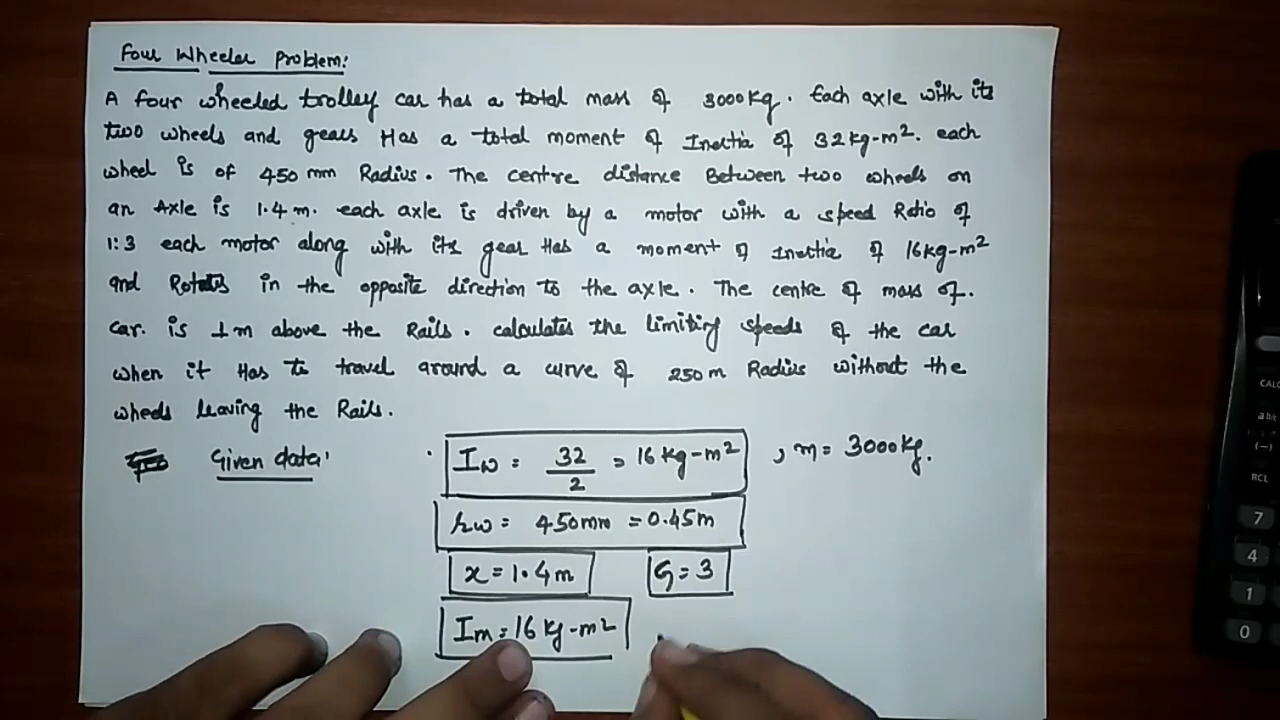 Four Wheeler Problem:
A four wheeled trolley car has a total mass of 3000Kg. Each axle with its
two wheels and gears Has a total moment of Inertia of 32kg-m². each
wheel is of 450 mm Radius. The centre distance Between two wheels on
an Axle is 1.4 m. each axle is driven by a motor with a speed Ratio of
1:3 each motor along with its gear Has a moment of Inertia of 16kg-m²
and Rotates in the opposite direction to the axle. The centre of mass of.
car. is 1m above the Rails. calculates the limiting speeds of the car
when it Has to travel around a curve of 250m Radius without the
wheels leaving the Rails.
Given data:
Iw = 32/2 = 16 kg-m² , m = 3000kg.
rw = 450mm = 0.45m
x = 1.4m G = 3
Im = 16 kg-m²
CALC
(-)
RCL
7
4
1
0